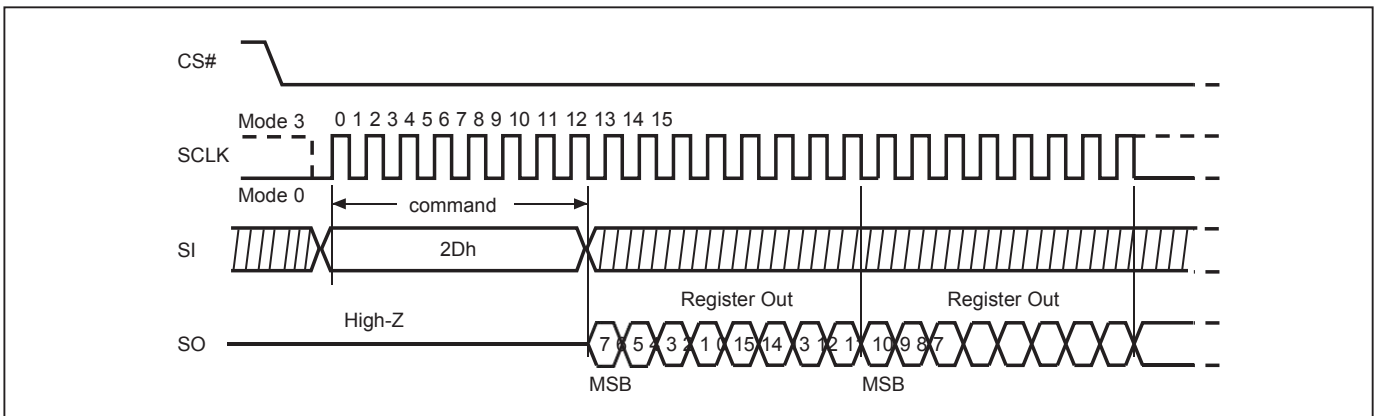 CS#
Mode 3
0 1 2 3 4 5 6 7 8 9 10 11 12 13 14 15
SCLK
Mode 0
command
SI
2Dh
Register Out
Register Out
High-Z
SO
7 6 5 4 3 2 1 0 15 14 13 12 11 10 9 8 7
MSB
MSB